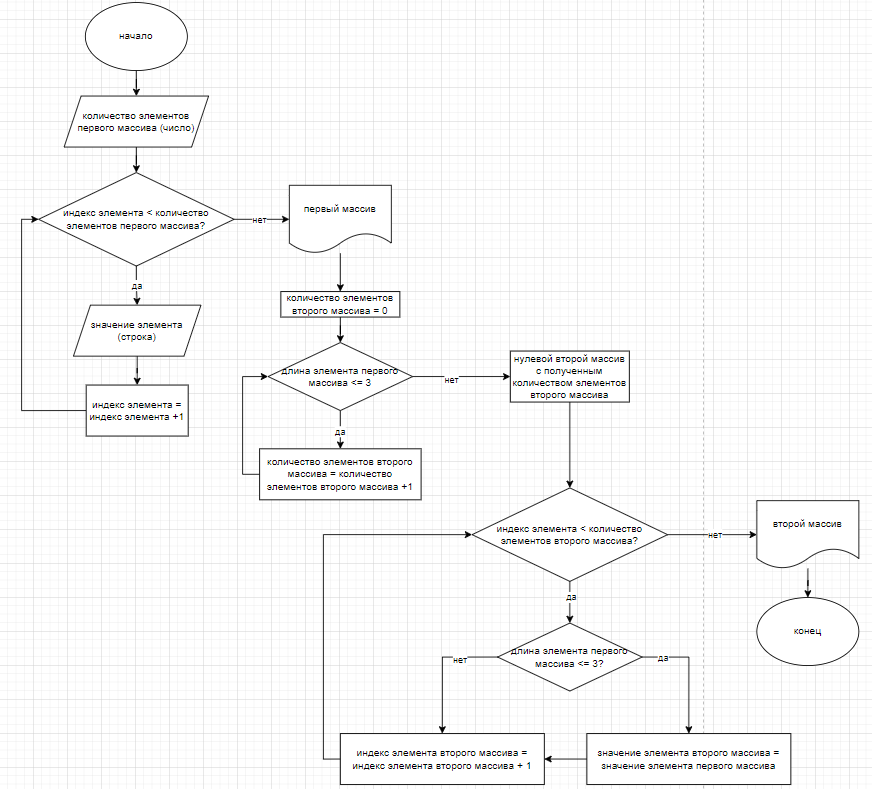 начало
количество элементов
первого массива (число)
индекс элемента < количество
элементов первого массива?
нет
первый массив
да
значение элемента
(строка)
индекс элемента =
индекс элемента +1
количество элементов
второго массива = 0
длина элемента первого
массива <= 3
нет
нулевой второй массив
с полученным
количеством элементов
второго массива
да
количество элементов второго
массива = количество
элементов второго массива +1
индекс элемента < количество
элементов второго массива?
нет
второй массив
да
конец
длина элемента первого
массива <= 3?
нет
да
индекс элемента второго массива =
индекс элемента второго массива + 1
значение элемента второго массива =
значение элемента первого массива